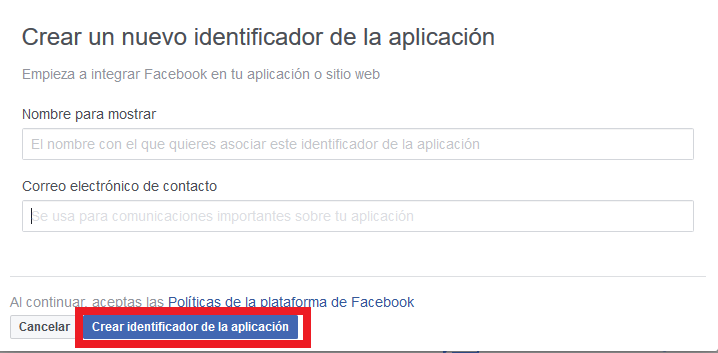 Crear un nuevo identificador de la aplicación
Empieza a integrar Facebook en tu aplicación o sitio web
Nombre para mostrar
El nombre con el que quieres asociar este identificador de la aplicación
Correo electrónico de contacto
Se usa para comunicaciones importantes sobre tu aplicación
Al continuar, aceptas las Políticas de la plataforma de Facebook
Cancelar Crear identificador de la aplicación